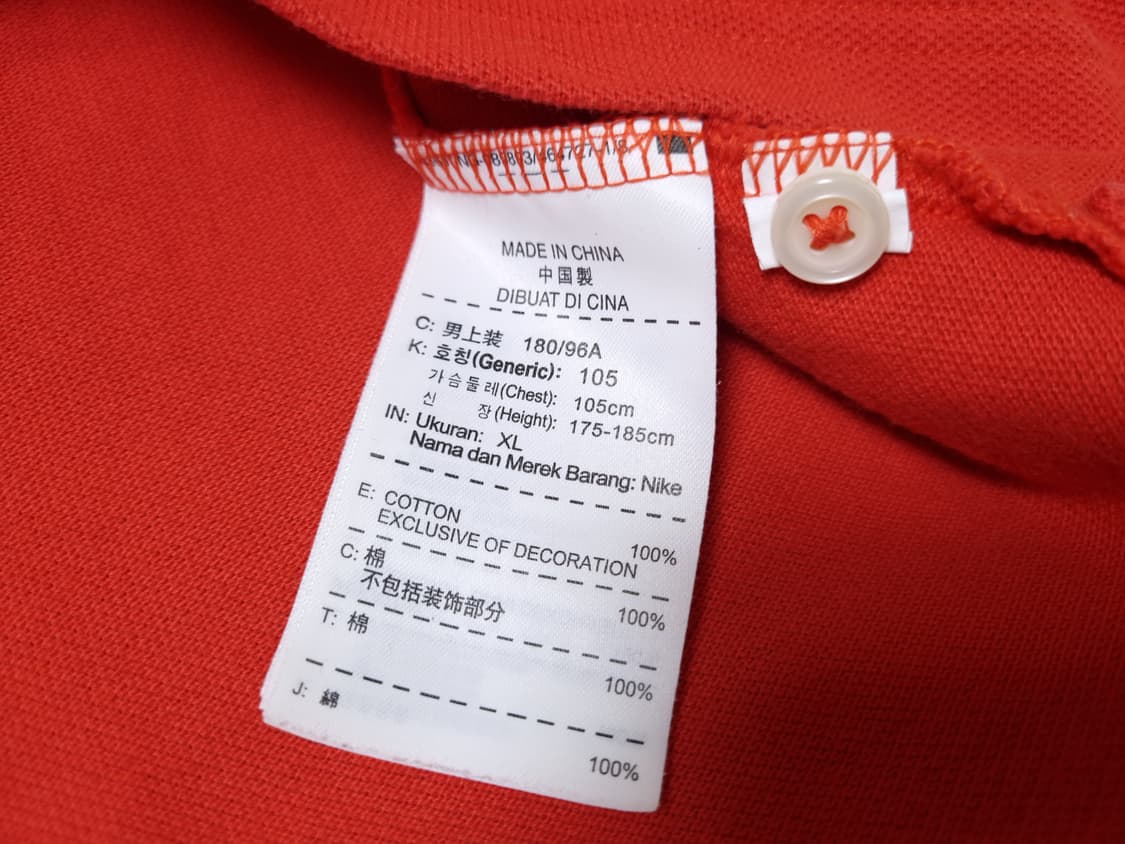 MADE IN CHINA
中国製
DIBUAT DI CINA
C: 男上装 180/96A
K: 호칭(Generic): 105
가슴둘레(Chest): 105cm
신 장(Height): 175-185cm
IN: Ukuran: XL
Nama dan Merek Barang: Nike
E: COTTON 100%
EXCLUSIVE OF DECORATION
C: 棉 100%
不包括装饰部分
T: 棉 100%
J: 綿 100%